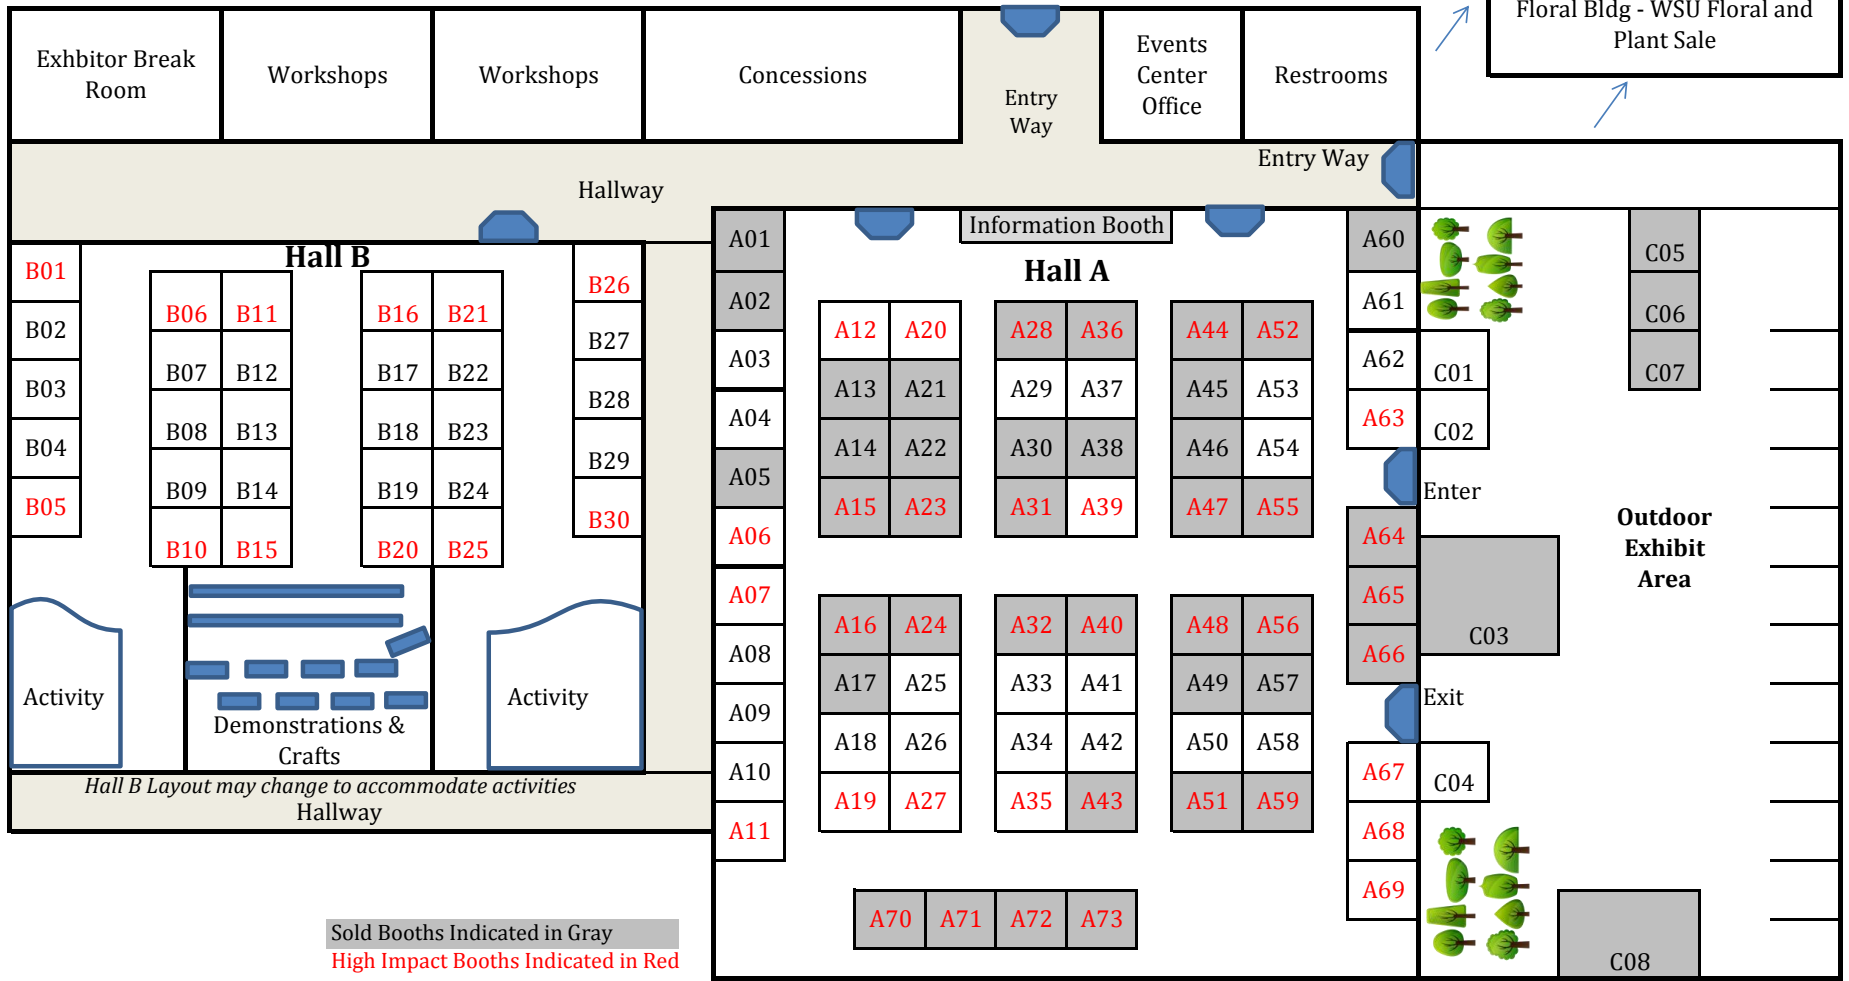 Floral Bldg - WSU Floral and
Plant Sale
Exhbitor Break
Room
Workshops
Workshops
Concessions
Entry
Way
Events
Center
Office
Restrooms
Entry Way
Hallway
Information Booth
Hall B
Hall A
B01
B02
B03
B04
B05
B06 B11
B07 B12
B08 B13
B09 B14
B10 B15
B16 B21
B17 B22
B18 B23
B19 B24
B20 B25
B26
B27
B28
B29
B30
Activity
Demonstrations &
Crafts
Activity
Hall B Layout may change to accommodate activities
Hallway
A01
A02
A03
A04
A05
A06
A07
A08
A09
A10
A11
A12 A20
A13 A21
A14 A22
A15 A23
A16 A24
A17 A25
A18 A26
A19 A27
A28 A36
A29 A37
A30 A38
A31 A39
A32 A40
A33 A41
A34 A42
A35 A43
A44 A52
A45 A53
A46 A54
A47 A55
A48 A56
A49 A57
A50 A58
A51 A59
A60
A61
A62
A63
A64
A65
A66
A67
A68
A69
A70 A71 A72 A73
C01
C02
Enter
C03
Exit
C04
C05
C06
C07
Outdoor
Exhibit
Area
C08
Sold Booths Indicated in Gray
High Impact Booths Indicated in Red